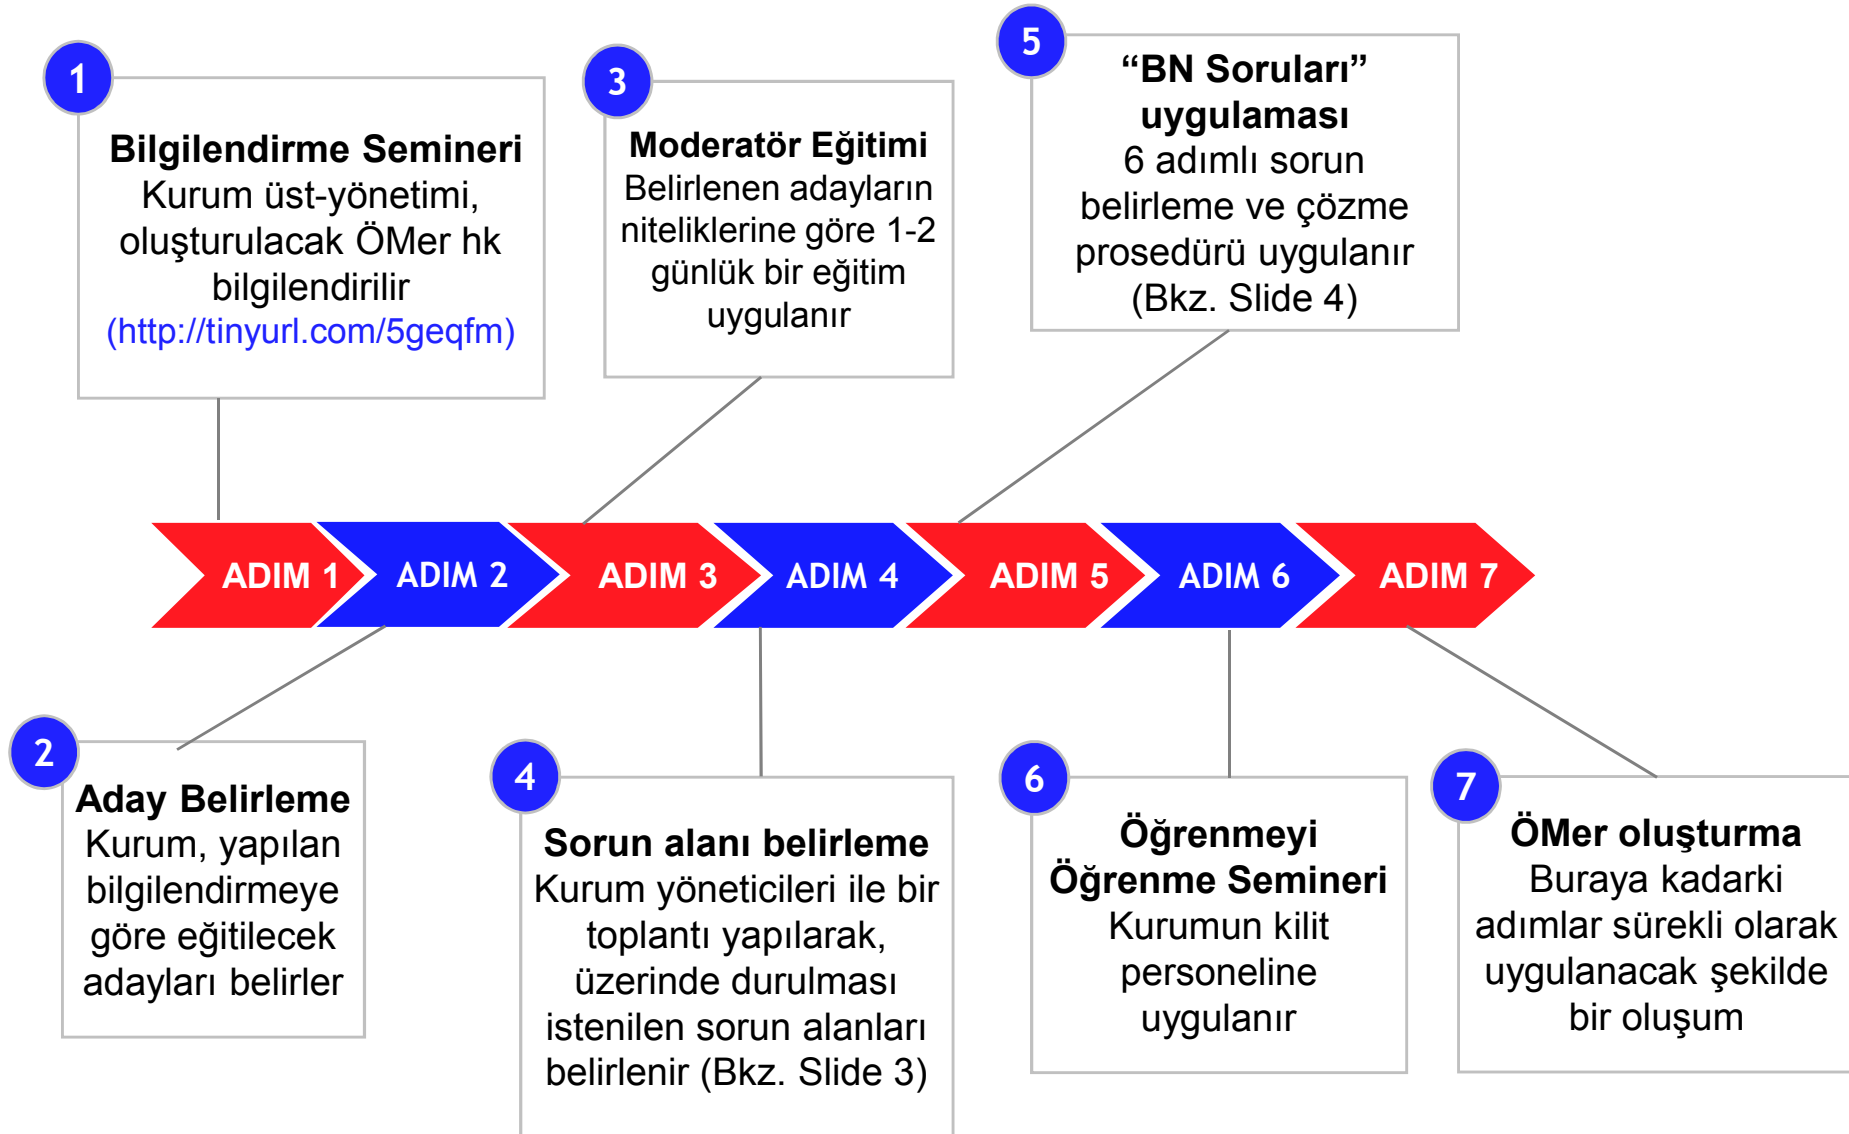 1
Bilgilendirme Semineri
Kurum üst-yönetimi,
oluşturulacak ÖMer hk
bilgilendirilir
(http://tinyurl.com/5geqfm)
3
Moderatör Eğitimi
Belirlenen adayların
niteliklerine göre 1-2
günlük bir eğitim
uygulanır
5
“BN Soruları”
uygulaması
6 adımlı sorun
belirleme ve çözme
prosedürü uygulanır
(Bkz. Slide 4)
ADIM 1
ADIM 2
ADIM 3
ADIM 4
ADIM 5
ADIM 6
ADIM 7
2
Aday Belirleme
Kurum, yapılan
bilgilendirmeye
göre eğitilecek
adayları belirler
4
Sorun alanı belirleme
Kurum yöneticileri ile bir
toplantı yapılarak,
üzerinde durulması
istenilen sorun alanları
belirlenir (Bkz. Slide 3)
6
Öğrenmeyi
Öğrenme Semineri
Kurumun kilit
personeline
uygulanır
7
ÖMer oluşturma
Buraya kadarki
adımlar sürekli olarak
uygulanacak şekilde
bir oluşum